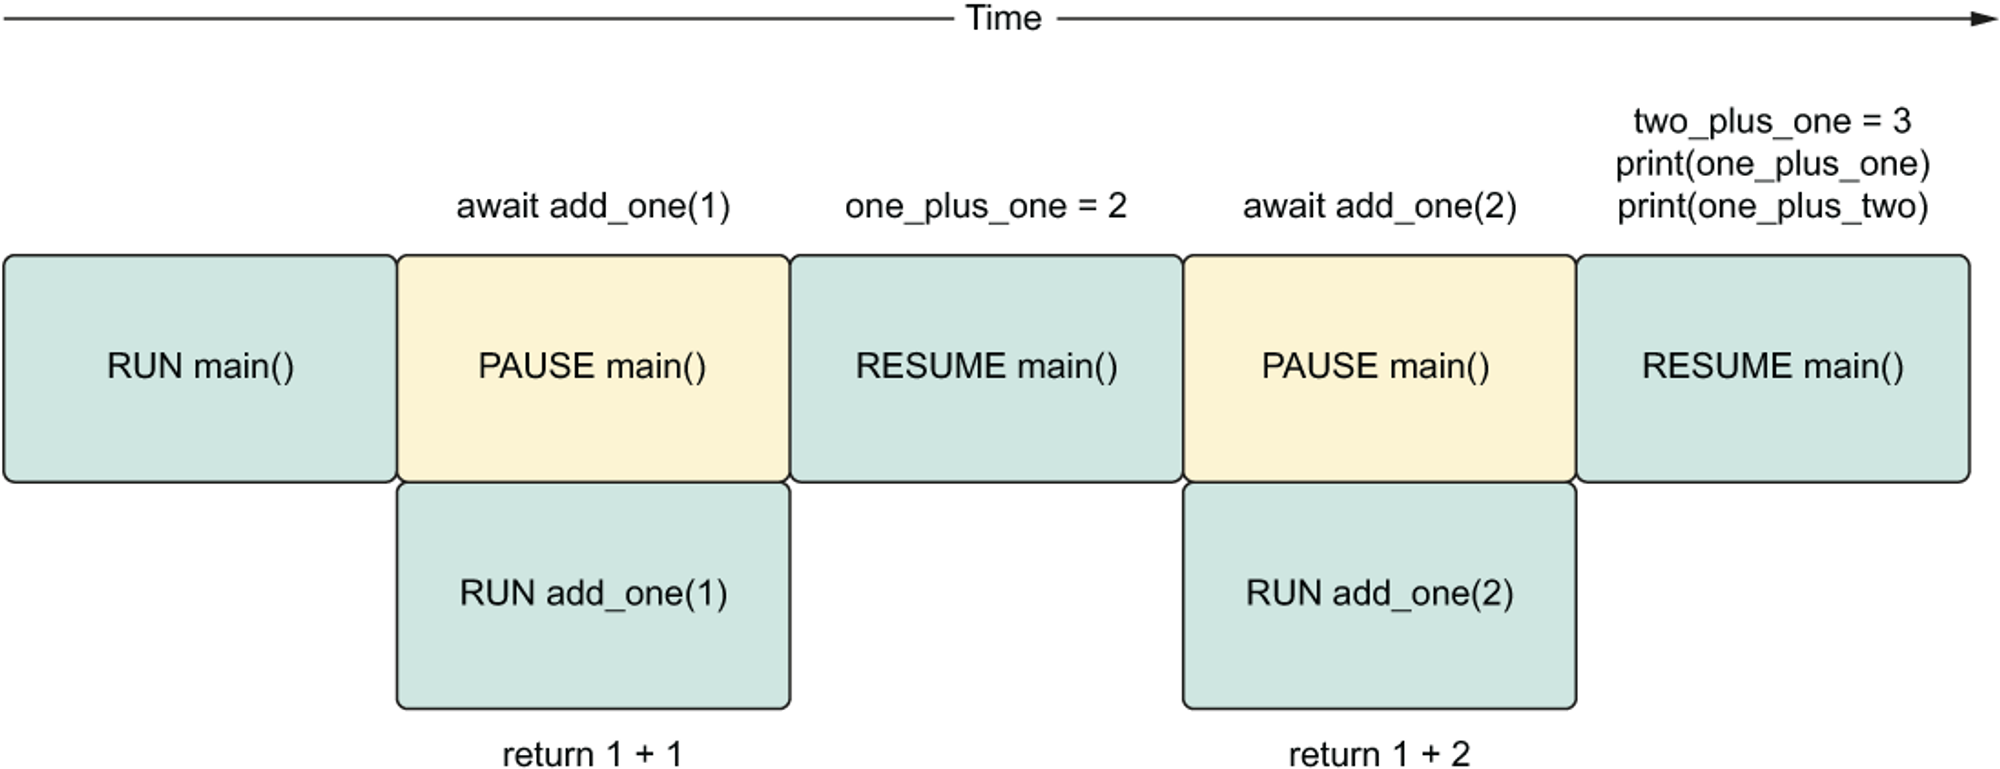 Time
two_plus_one = 3
print(one_plus_one)
print(one_plus_two)
await add_one(1)
one_plus_one = 2
await add_one(2)
RUN main()
PAUSE main()
RESUME main()
PAUSE main()
RESUME main()
RUN add_one(1)
RUN add_one(2)
return 1 + 1
return 1 + 2